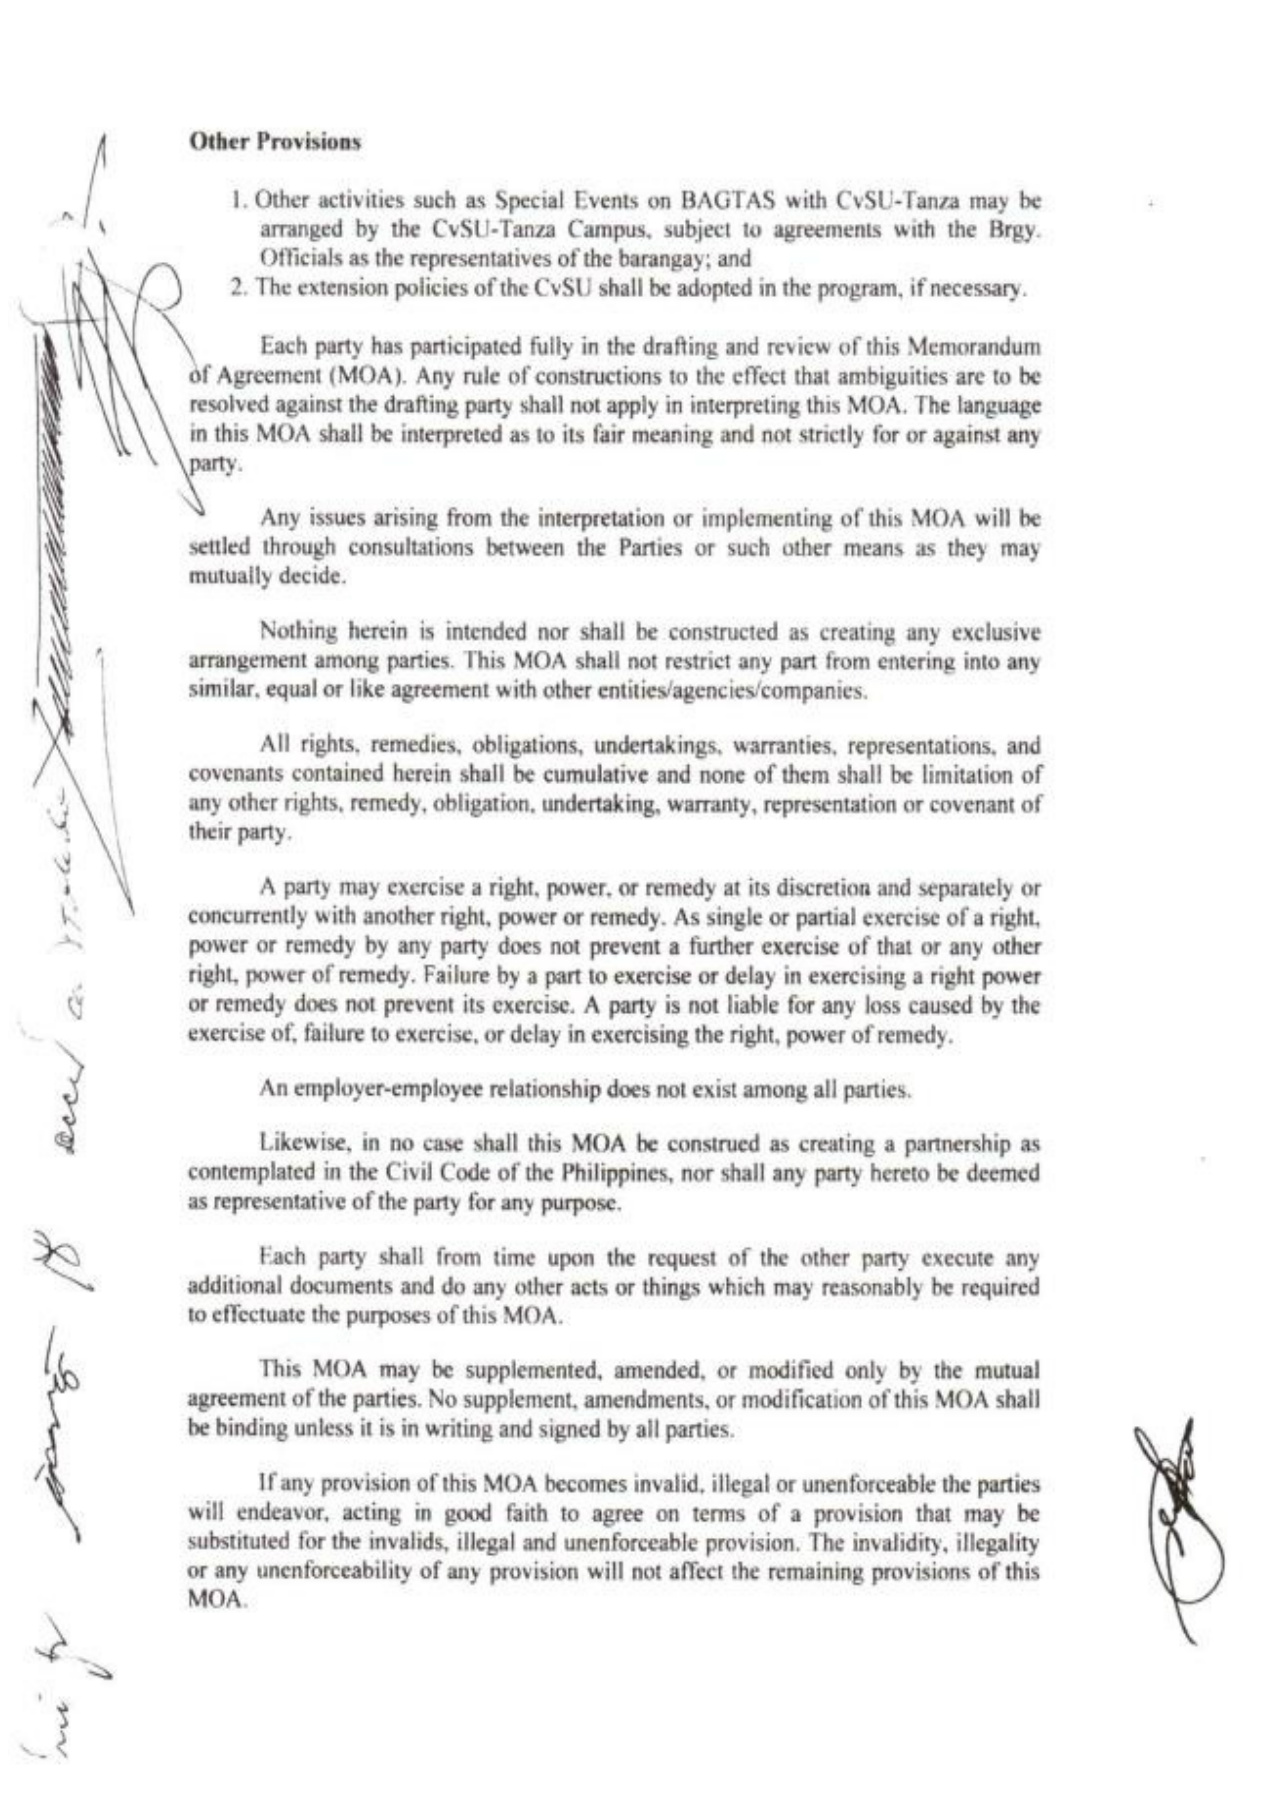 Other Provisions
1. Other activities such as Special Events on BAGTAS with CvSU-Tanza may be
arranged by the CvSU-Tanza Campus, subject to agreements with the Brgy.
Officials as the representatives of the barangay; and
2. The extension policies of the CvSU shall be adopted in the program, if necessary.
Each party has participated fully in the drafting and review of this Memorandum
of Agreement (MOA). Any rule of constructions to the effect that ambiguities are to be
resolved against the drafting party shall not apply in interpreting this MOA. The language
in this MOA shall be interpreted as to its fair meaning and not strictly for or against any
party.
Any issues arising from the interpretation or implementing of this MOA will be
settled through consultations between the Parties or such other means as they may
mutually decide.
Nothing herein is intended nor shall be constructed as creating any exclusive
arrangement among parties. This MOA shall not restrict any part from entering into any
similar, equal or like agreement with other entities/agencies/companies.
All rights, remedies, obligations, undertakings, warranties, representations, and
covenants contained herein shall be cumulative and none of them shall be limitation of
any other rights, remedy, obligation, undertaking, warranty, representation or covenant of
their party.
A party may exercise a right, power, or remedy at its discretion and separately or
concurrently with another right, power or remedy. As single or partial exercise of a right,
power or remedy by any party does not prevent a further exercise of that or any other
right, power of remedy. Failure by a part to exercise or delay in exercising a right power
or remedy does not prevent its exercise. A party is not liable for any loss caused by the
exercise of, failure to exercise, or delay in exercising the right, power of remedy.
An employer-employee relationship does not exist among all parties.
Likewise, in no case shall this MOA be construed as creating a partnership as
contemplated in the Civil Code of the Philippines, nor shall any party hereto be deemed
as representative of the party for any purpose.
Each party shall from time upon the request of the other party execute any
additional documents and do any other acts or things which may reasonably be required
to effectuate the purposes of this MOA.
This MOA may be supplemented, amended, or modified only by the mutual
agreement of the parties. No supplement, amendments, or modification of this MOA shall
be binding unless it is in writing and signed by all parties.
If any provision of this MOA becomes invalid, illegal or unenforceable the parties
will endeavor, acting in good faith to agree on terms of a provision that may be
substituted for the invalids, illegal and unenforceable provision. The invalidity, illegality
or any unenforceability of any provision will not affect the remaining provisions of this
MOA.